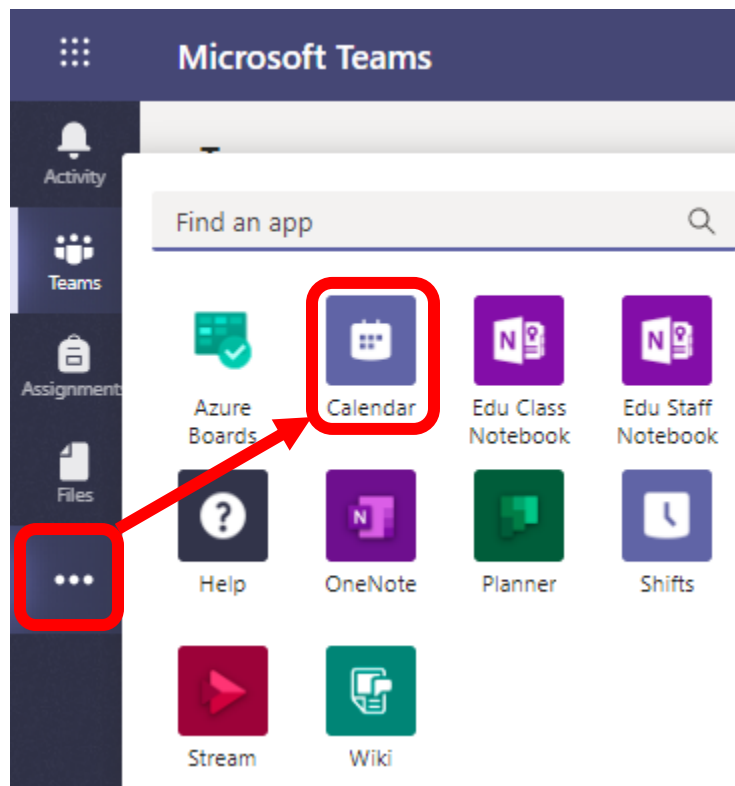 Microsoft Teams
Activity
Find an app
Teams
Azure Boards
Calendar
Edu Class Notebook
Edu Staff Notebook
Assignment
Files
Help
OneNote
Planner
Shifts
Stream
Wiki